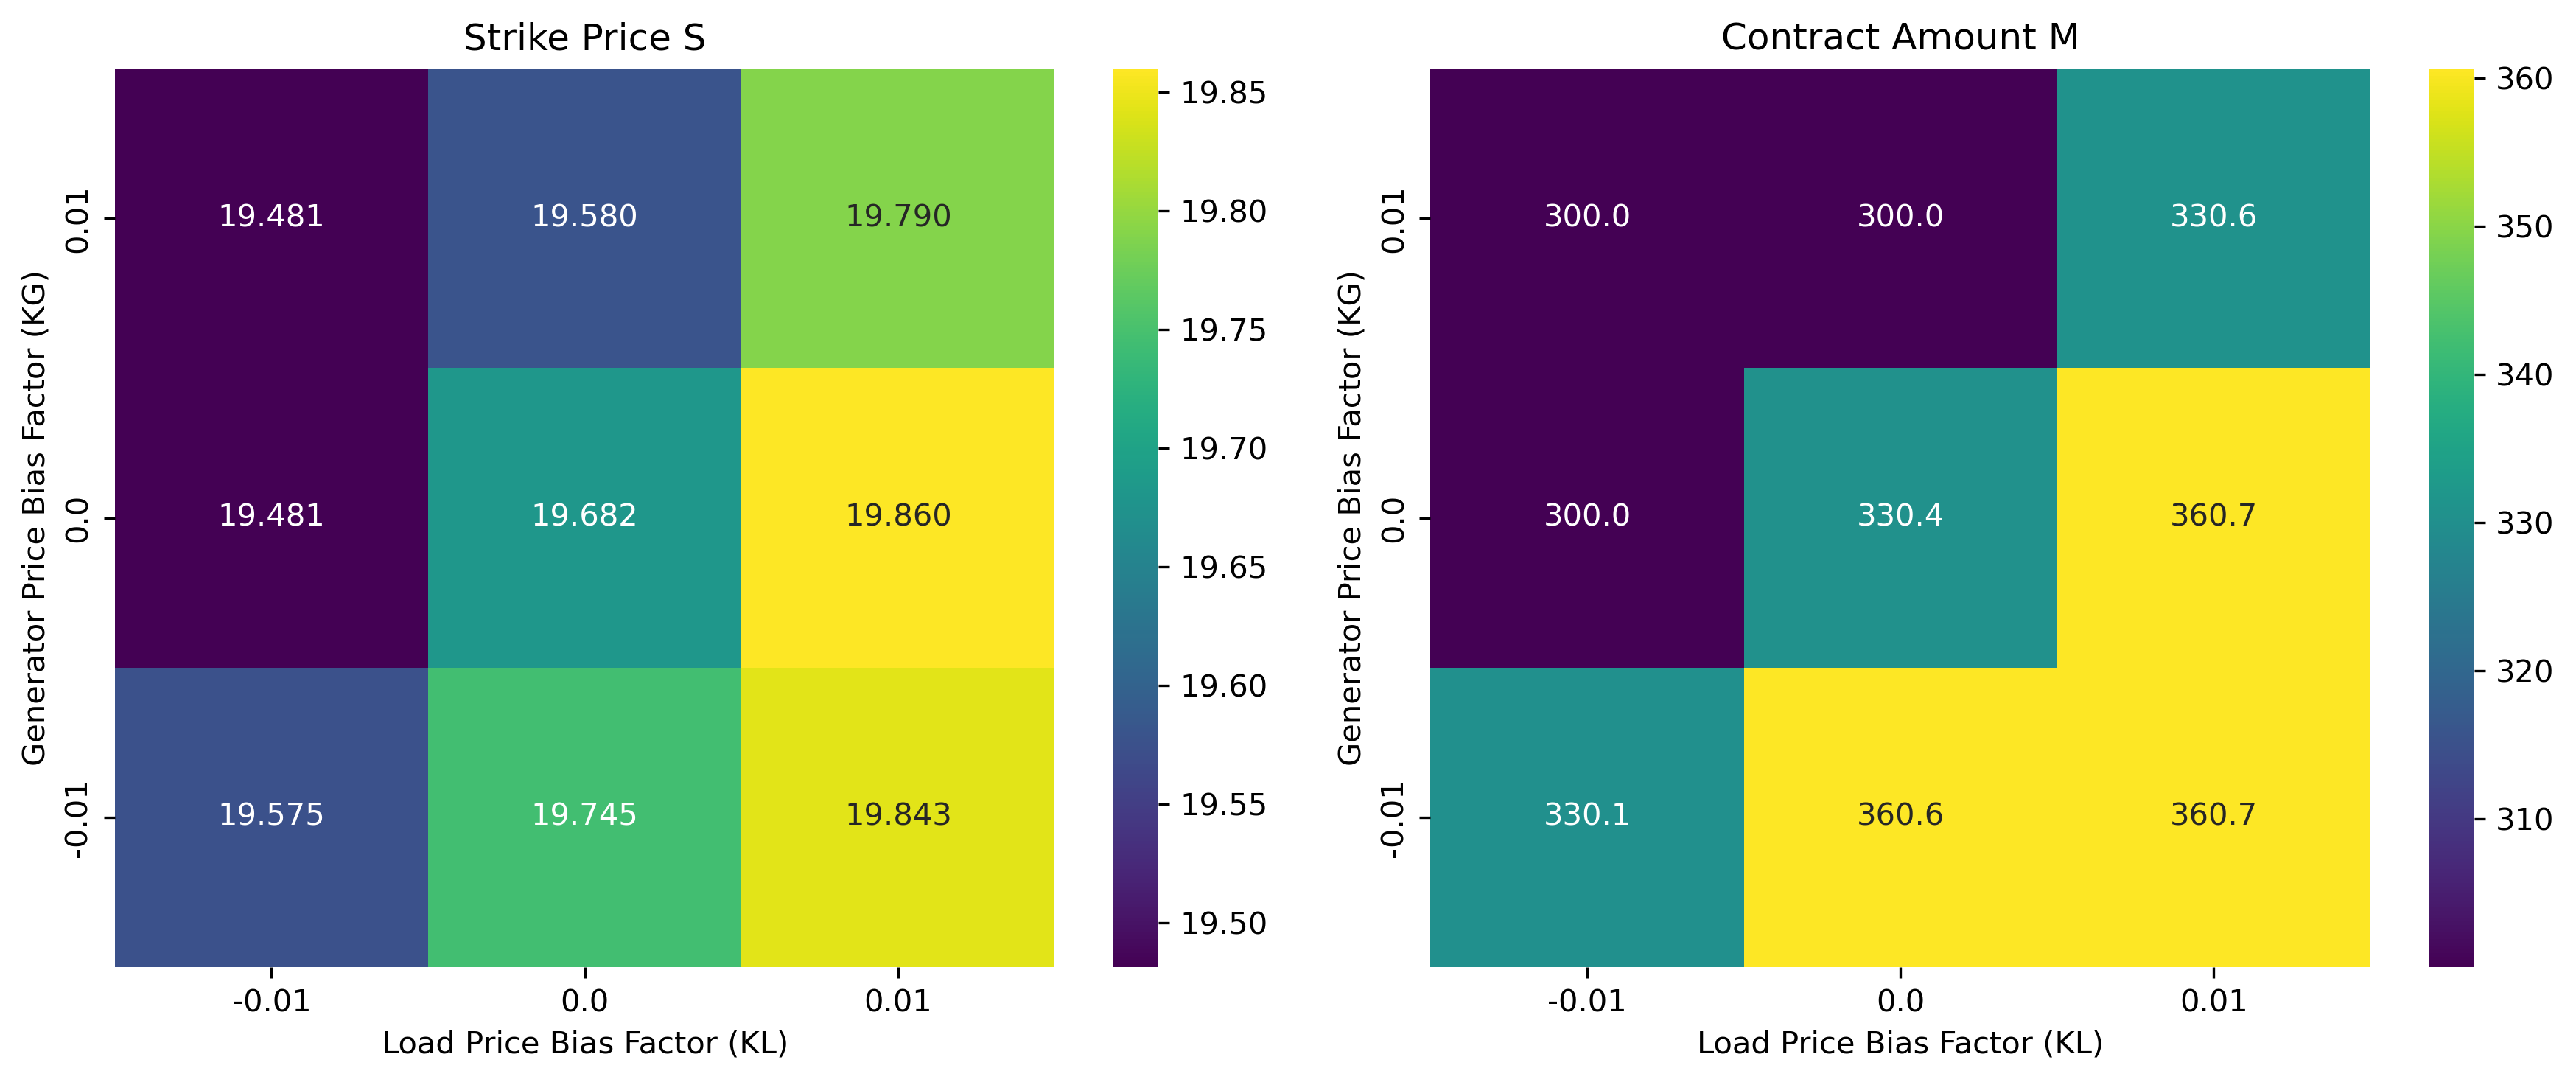 Strike Price S
Generator Price Bias Factor (KG)
0.01
0.0
-0.01
19.481 19.580 19.790
19.481 19.682 19.860
19.575 19.745 19.843
-0.01 0.0 0.01
Load Price Bias Factor (KL)
19.85
19.80
19.75
19.70
19.65
19.60
19.55
19.50
Contract Amount M
Generator Price Bias Factor (KG)
0.01
0.0
-0.01
300.0 300.0 330.6
300.0 330.4 360.7
330.1 360.6 360.7
-0.01 0.0 0.01
Load Price Bias Factor (KL)
360
350
340
330
320
310